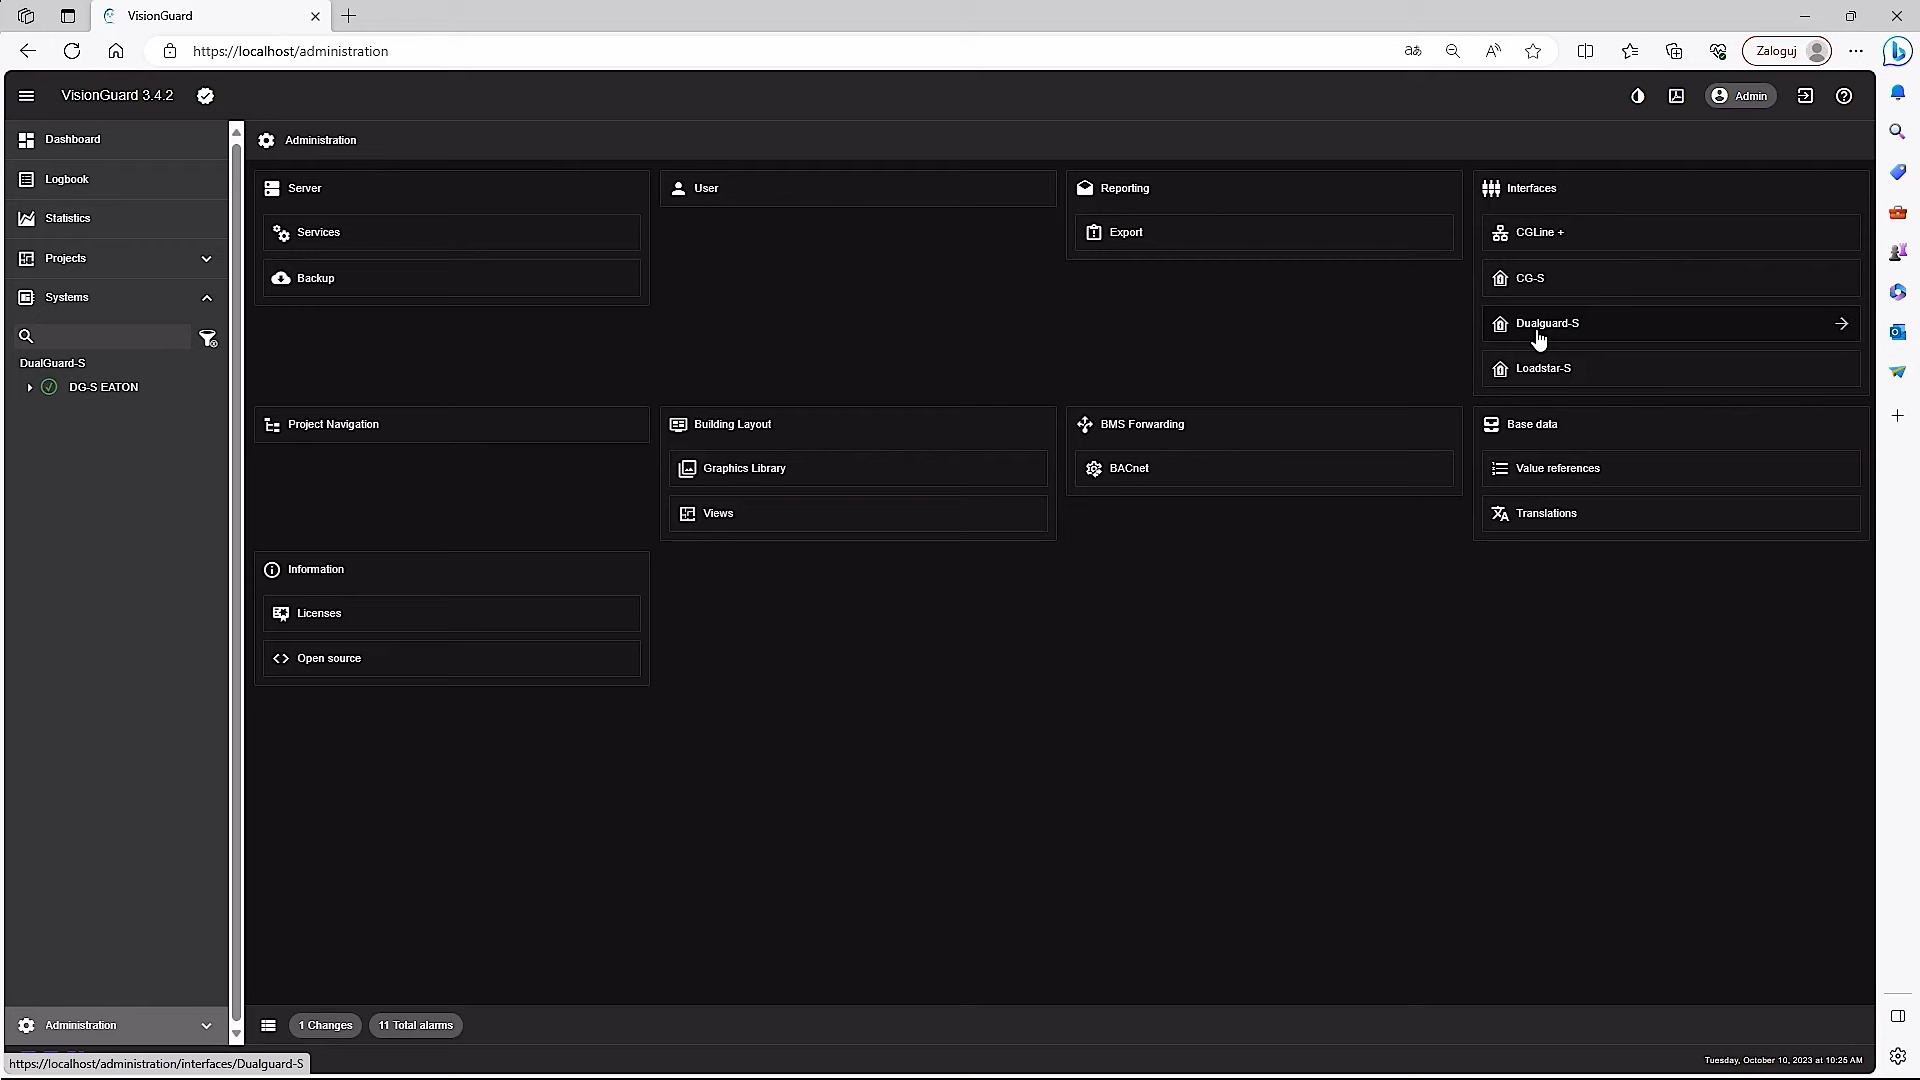 VisionGuard
https://localhost/administration
Zaloguj
VisionGuard 3.4.2
Admin
Dashboard
Logbook
Statistics
Projects
Systems
DualGuard-S
DG-S EATON
Administration
Administration
Server
Services
Backup
User
Reporting
Export
Interfaces
CGLine +
CG-S
Dualguard-S
Loadstar-S
Project Navigation
Building Layout
Graphics Library
Views
BMS Forwarding
BACnet
Base data
Value references
Translations
Information
Licenses
Open source
1 Changes
11 Total alarms
https://localhost/administration/interfaces/Dualguard-S
Tuesday, October 10, 2023 at 10:25 AM